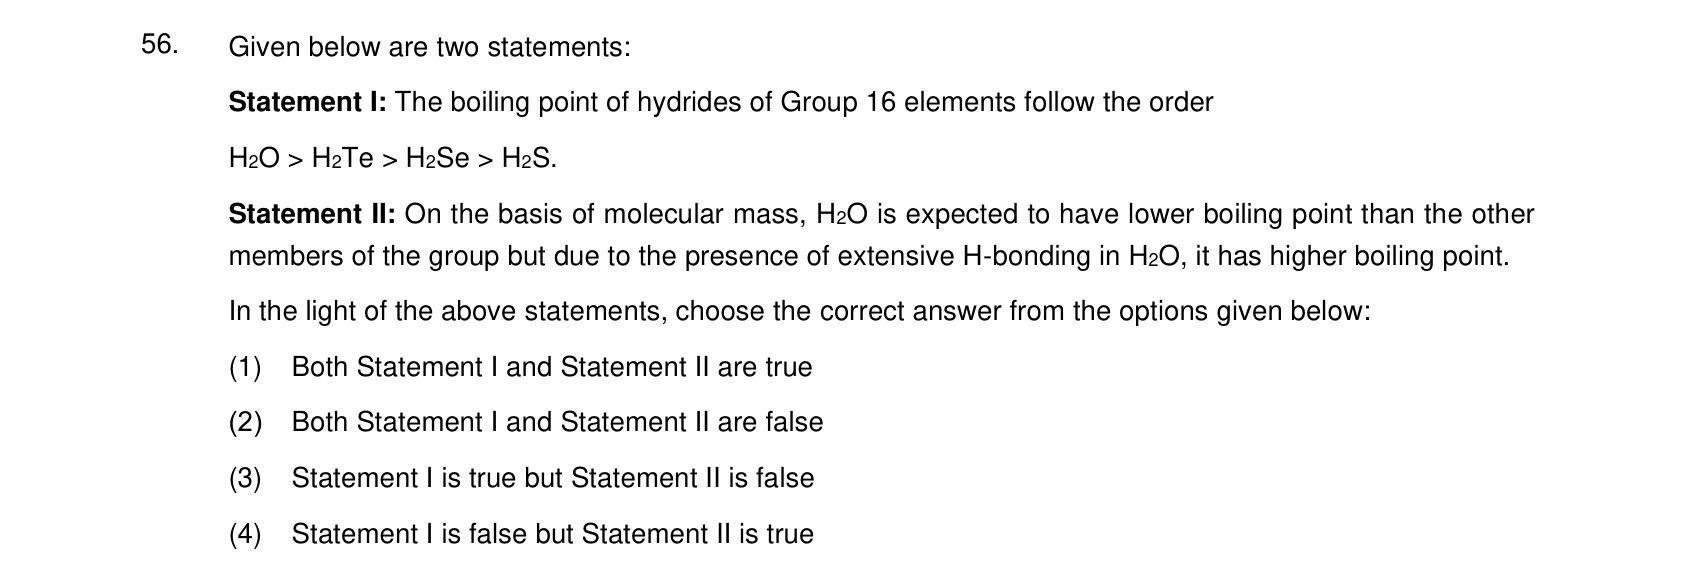 56. Given below are two statements:
Statement I: The boiling point of hydrides of Group 16 elements follow the order
H₂O > H₂Te > H₂Se > H₂S.
Statement II: On the basis of molecular mass, H₂O is expected to have lower boiling point than the other
members of the group but due to the presence of extensive H-bonding in H₂O, it has higher boiling point.
In the light of the above statements, choose the correct answer from the options given below:
(1) Both Statement I and Statement II are true
(2) Both Statement I and Statement II are false
(3) Statement I is true but Statement II is false
(4) Statement I is false but Statement II is true